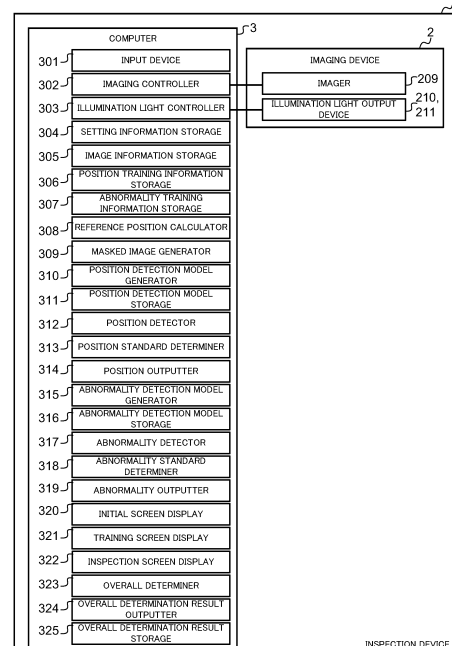 COMPUTER
3
301
INPUT DEVICE
302
IMAGING CONTROLLER
303
ILLUMINATION LIGHT CONTROLLER
304
SETTING INFORMATION STORAGE
305
IMAGE INFORMATION STORAGE
306
POSITION TRAINING INFORMATION
STORAGE
307
ABNORMALITY TRAINING
INFORMATION STORAGE
308
REFERENCE POSITION CALCULATOR
309
MASKED IMAGE GENERATOR
310
POSITION DETECTION MODEL
GENERATOR
311
POSITION DETECTION MODEL
STORAGE
312
POSITION DETECTOR
313
POSITION STANDARD DETERMINER
314
POSITION OUTPUTTER
315
ABNORMALITY DETECTION MODEL
GENERATOR
316
ABNORMALITY DETECTION MODEL
STORAGE
317
ABNORMALITY DETECTOR
318
ABNORMALITY STANDARD
DETERMINER
319
ABNORMALITY OUTPUTTER
320
INITIAL SCREEN DISPLAY
321
TRAINING SCREEN DISPLAY
322
INSPECTION SCREEN DISPLAY
323
OVERALL DETERMINER
324
OVERALL DETERMINATION RESULT
OUTPUTTER
325
OVERALL DETERMINATION RESULT
STORAGE
2
IMAGING DEVICE
IMAGER
209
ILLUMINATION LIGHT OUTPUT
DEVICE
210,
211
INSPECTION DEVICE